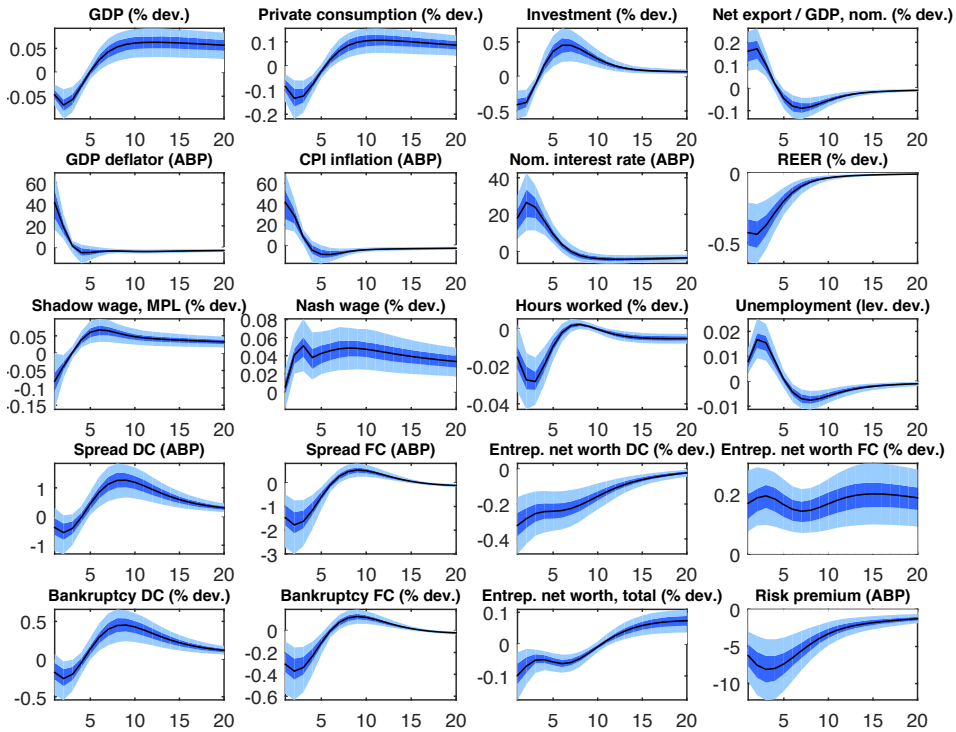 GDP (% dev.)
0.05
0
-0.05
5 10 15 20
Private consumption (% dev.)
0.1
0
-0.1
-0.2
5 10 15 20
Investment (% dev.)
0.5
0
-0.5
5 10 15 20
Net export / GDP, nom. (% dev.)
0.2
0.1
0
-0.1
5 10 15 20
GDP deflator (ABP)
60
40
20
0
5 10 15 20
CPI inflation (ABP)
60
40
20
0
5 10 15 20
Nom. interest rate (ABP)
40
20
0
5 10 15 20
REER (% dev.)
0
-0.5
5 10 15 20
Shadow wage, MPL (% dev.)
0.05
0
-0.05
-0.1
-0.15
5 10 15 20
Nash wage (% dev.)
0.08
0.06
0.04
0.02
0
5 10 15 20
Hours worked (% dev.)
0
-0.02
-0.04
5 10 15 20
Unemployment (lev. dev.)
0.02
0.01
0
-0.01
5 10 15 20
Spread DC (ABP)
1
0
-1
5 10 15 20
Spread FC (ABP)
0
-1
-2
-3
5 10 15 20
Entrep. net worth DC (% dev.)
0
-0.2
-0.4
5 10 15 20
Entrep. net worth FC (% dev.)
0.2
0
5 10 15 20
Bankruptcy DC (% dev.)
0.5
0
-0.5
5 10 15 20
Bankruptcy FC (% dev.)
0
-0.2
-0.4
-0.6
5 10 15 20
Entrep. net worth, total (% dev.)
0.1
0
-0.1
5 10 15 20
Risk premium (ABP)
0
-5
-10
5 10 15 20